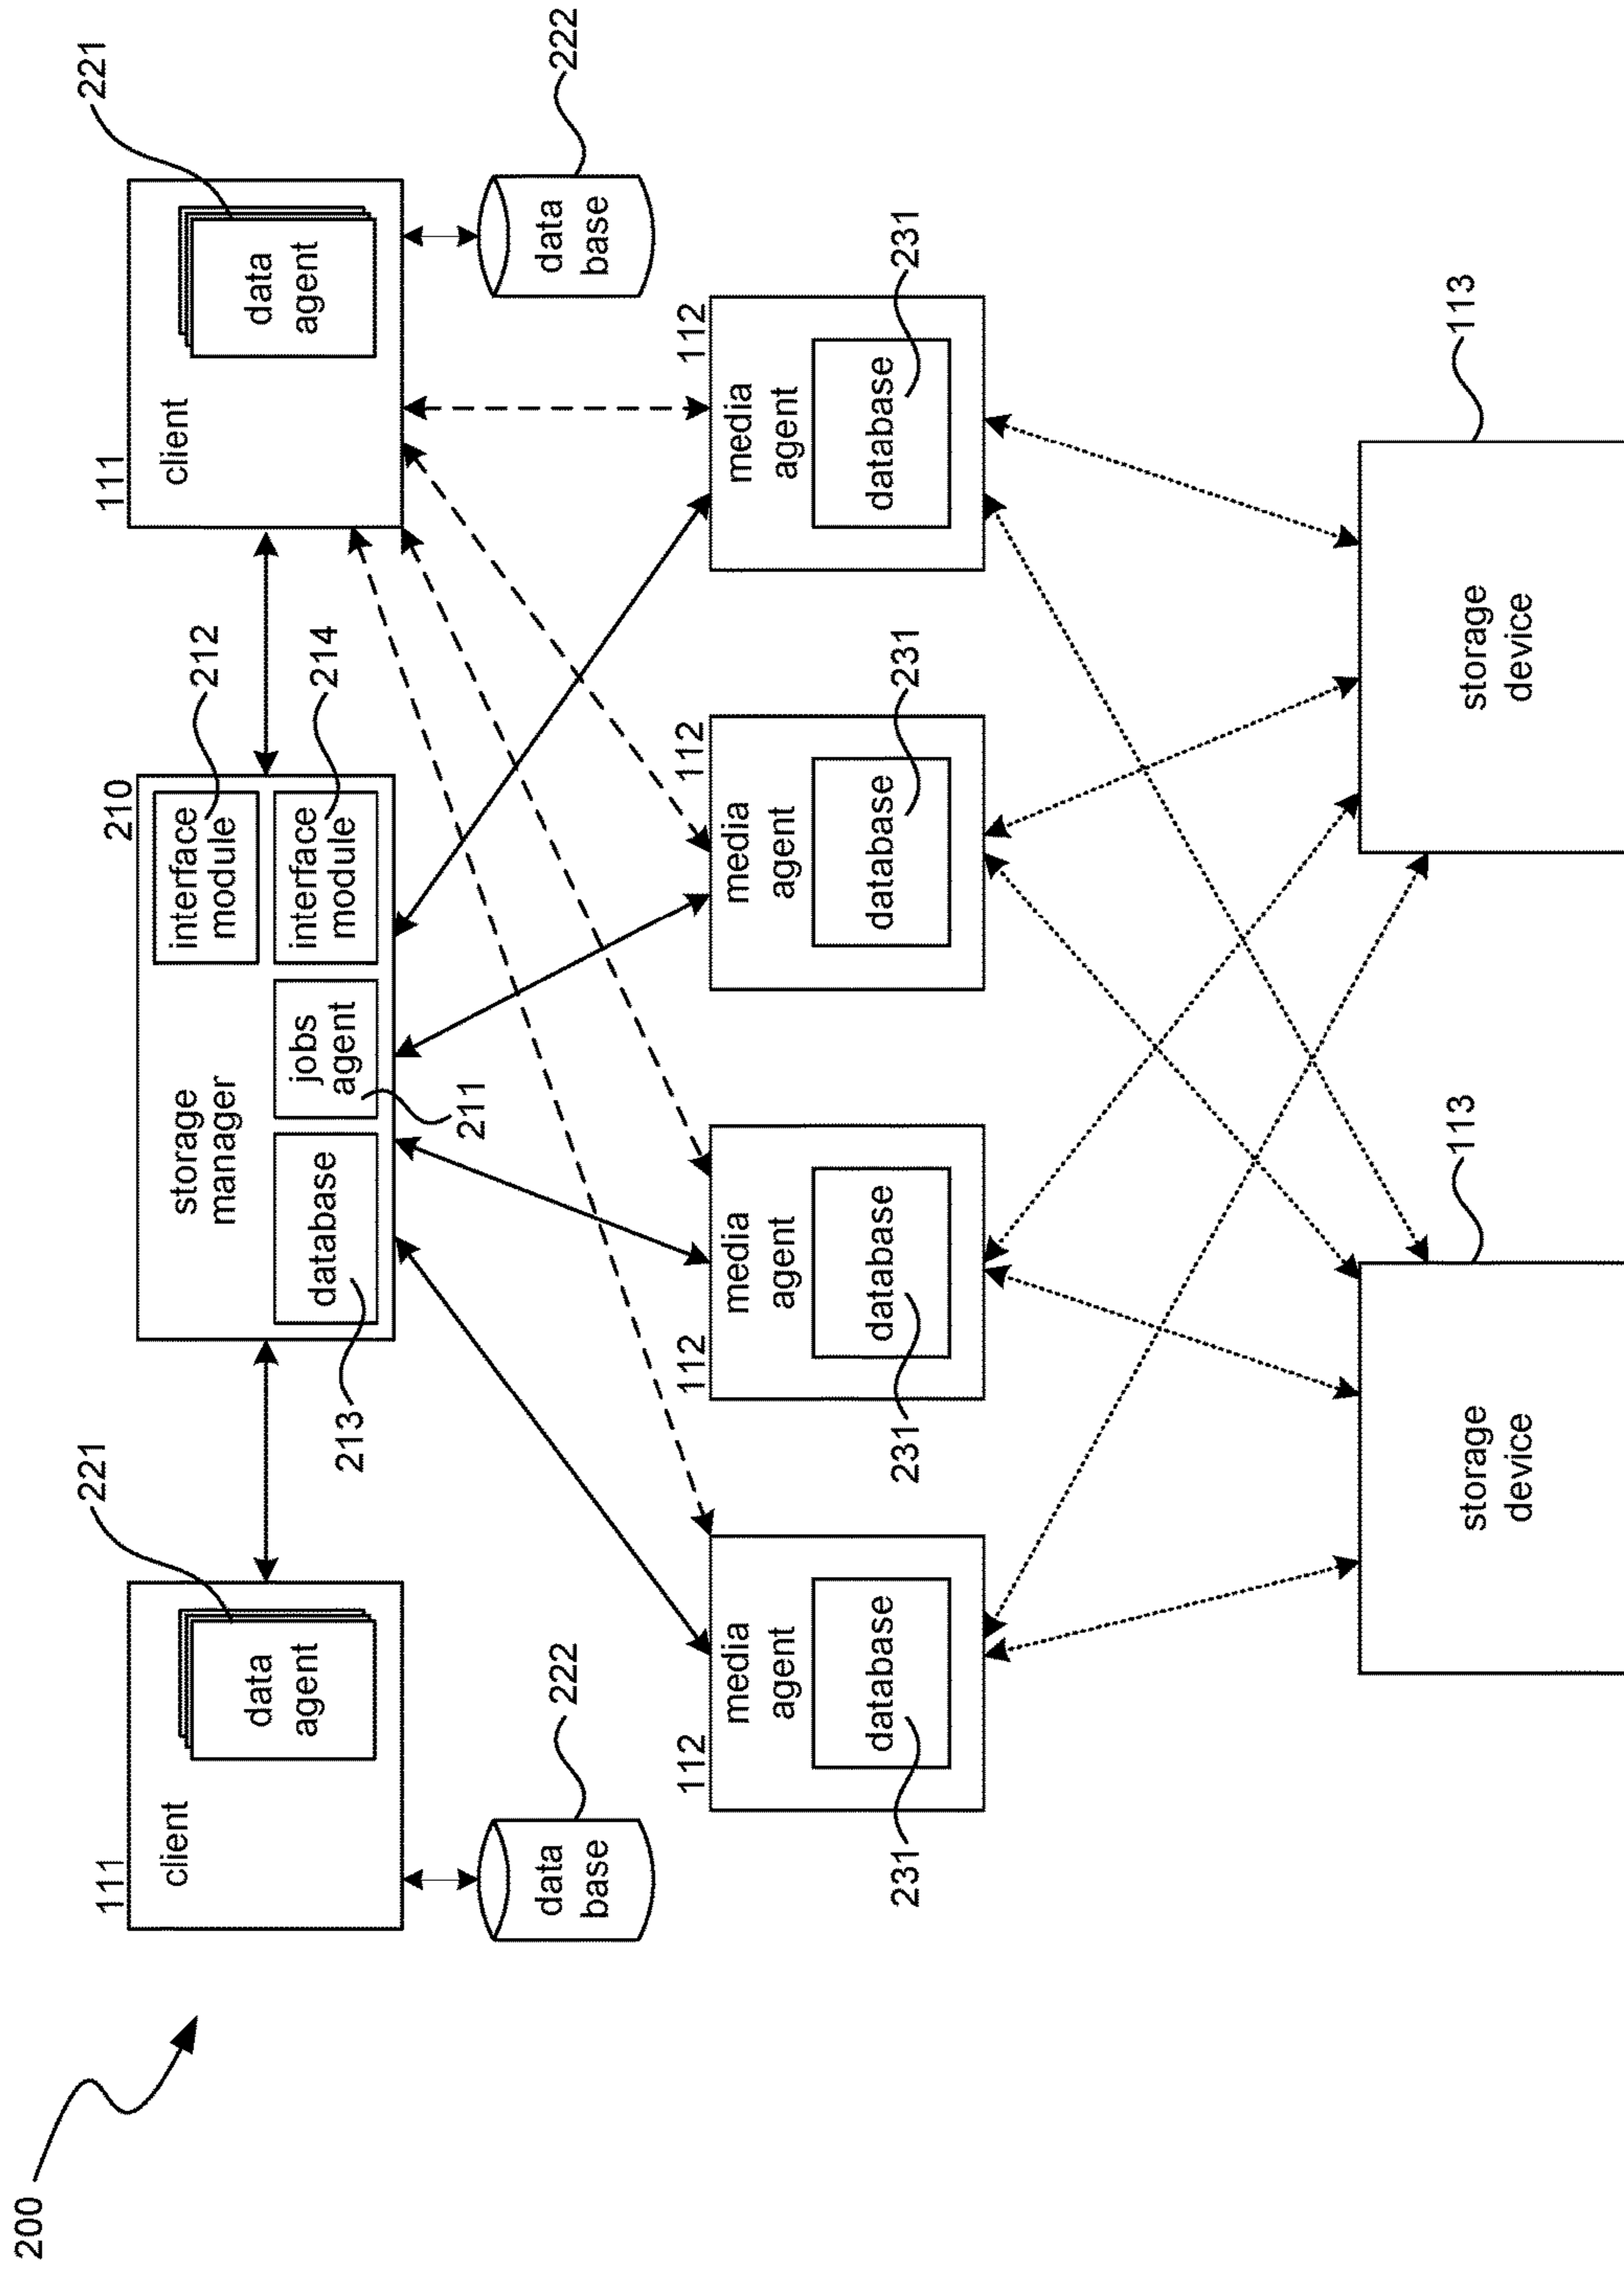 200
111
client
data
agent
221
data
base
222
210
storage
manager
database
213
jobs
agent
211
interface
module
212
interface
module
214
111
client
data
agent
221
data
base
222
112
media
agent
database
231
112
media
agent
database
231
112
media
agent
database
231
112
media
agent
database
231
storage
device
113
storage
device
113